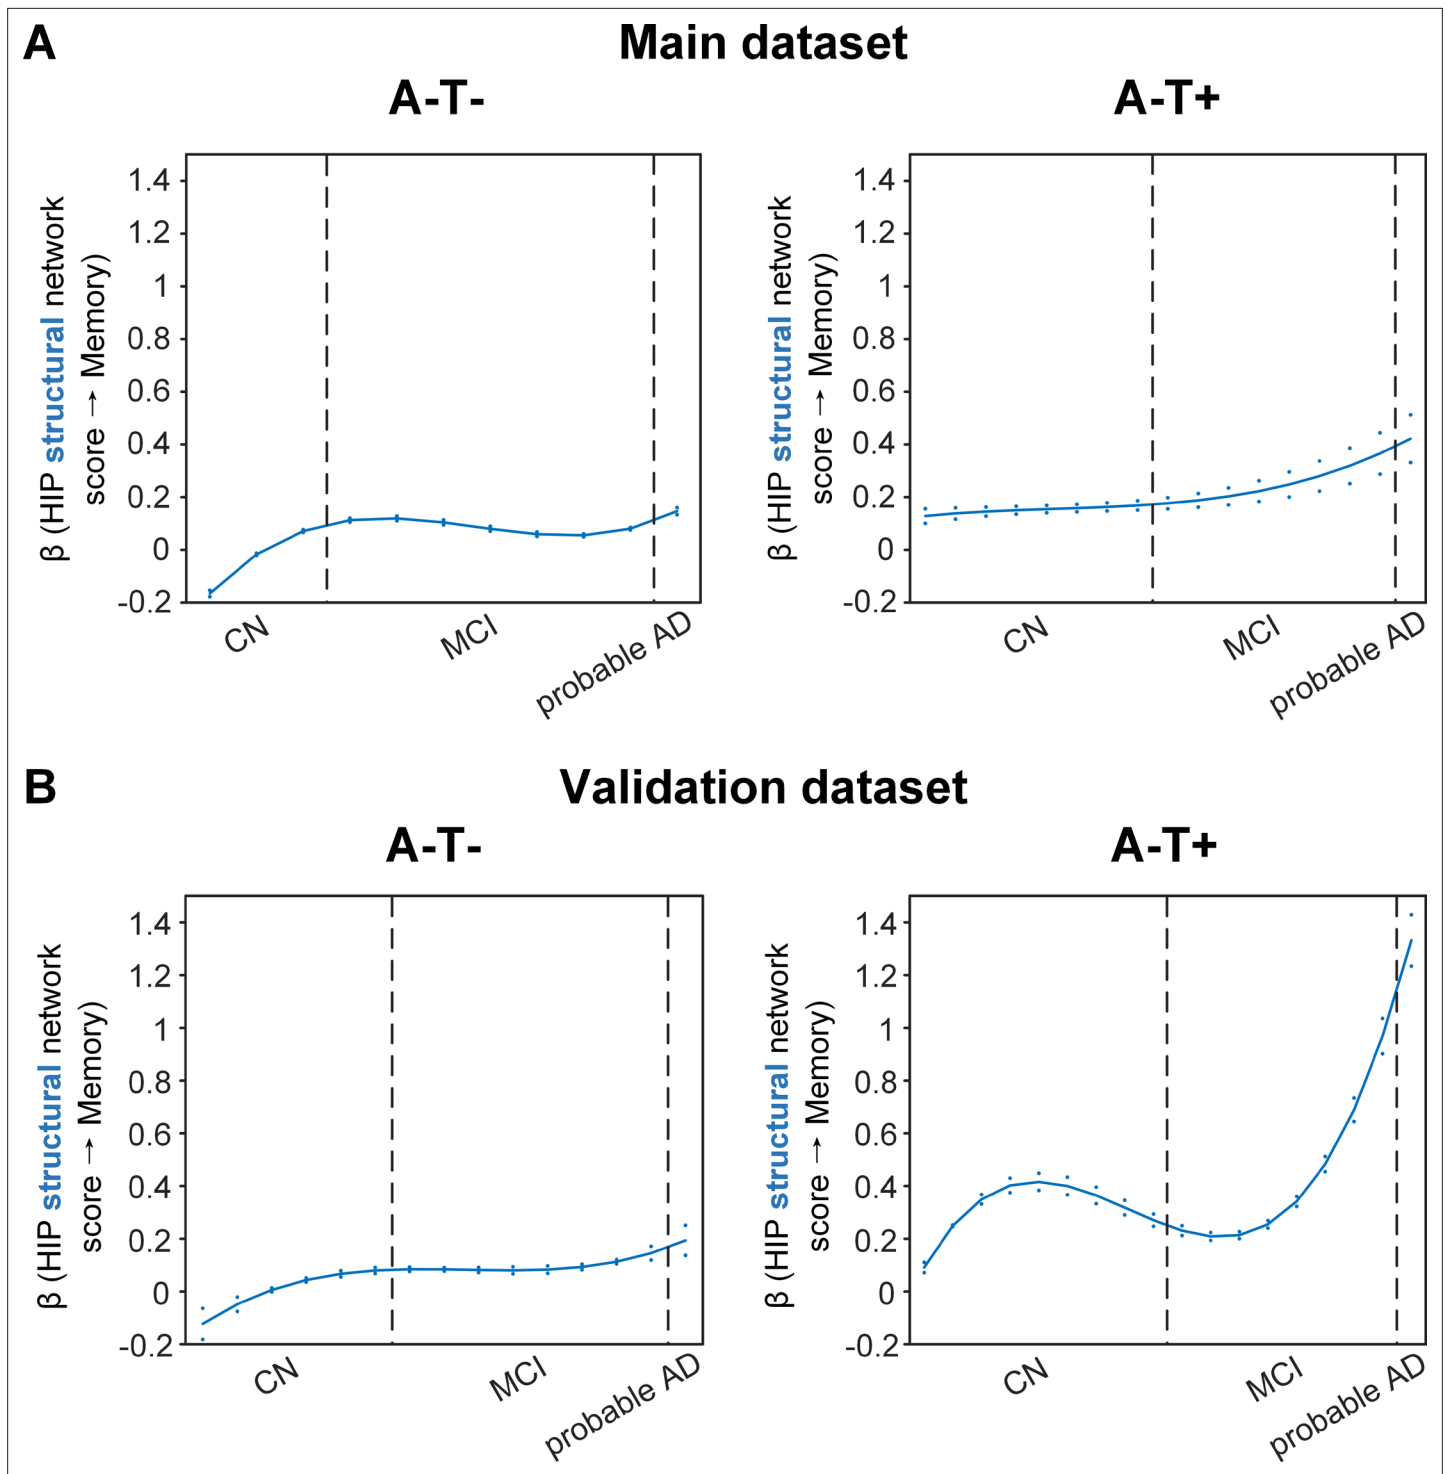 A
Main dataset
A-T-
A-T+
β (HIP structural network
score → Memory)
1.4
1.2
1
0.8
0.6
0.4
0.2
0
-0.2
CN
MCI
probable AD
β (HIP structural network
score → Memory)
1.4
1.2
1
0.8
0.6
0.4
0.2
0
-0.2
CN
MCI
probable AD
B
Validation dataset
A-T-
A-T+
β (HIP structural network
score → Memory)
1.4
1.2
1
0.8
0.6
0.4
0.2
0
-0.2
CN
MCI
probable AD
β (HIP structural network
score → Memory)
1.4
1.2
1
0.8
0.6
0.4
0.2
0
-0.2
CN
MCI
probable AD